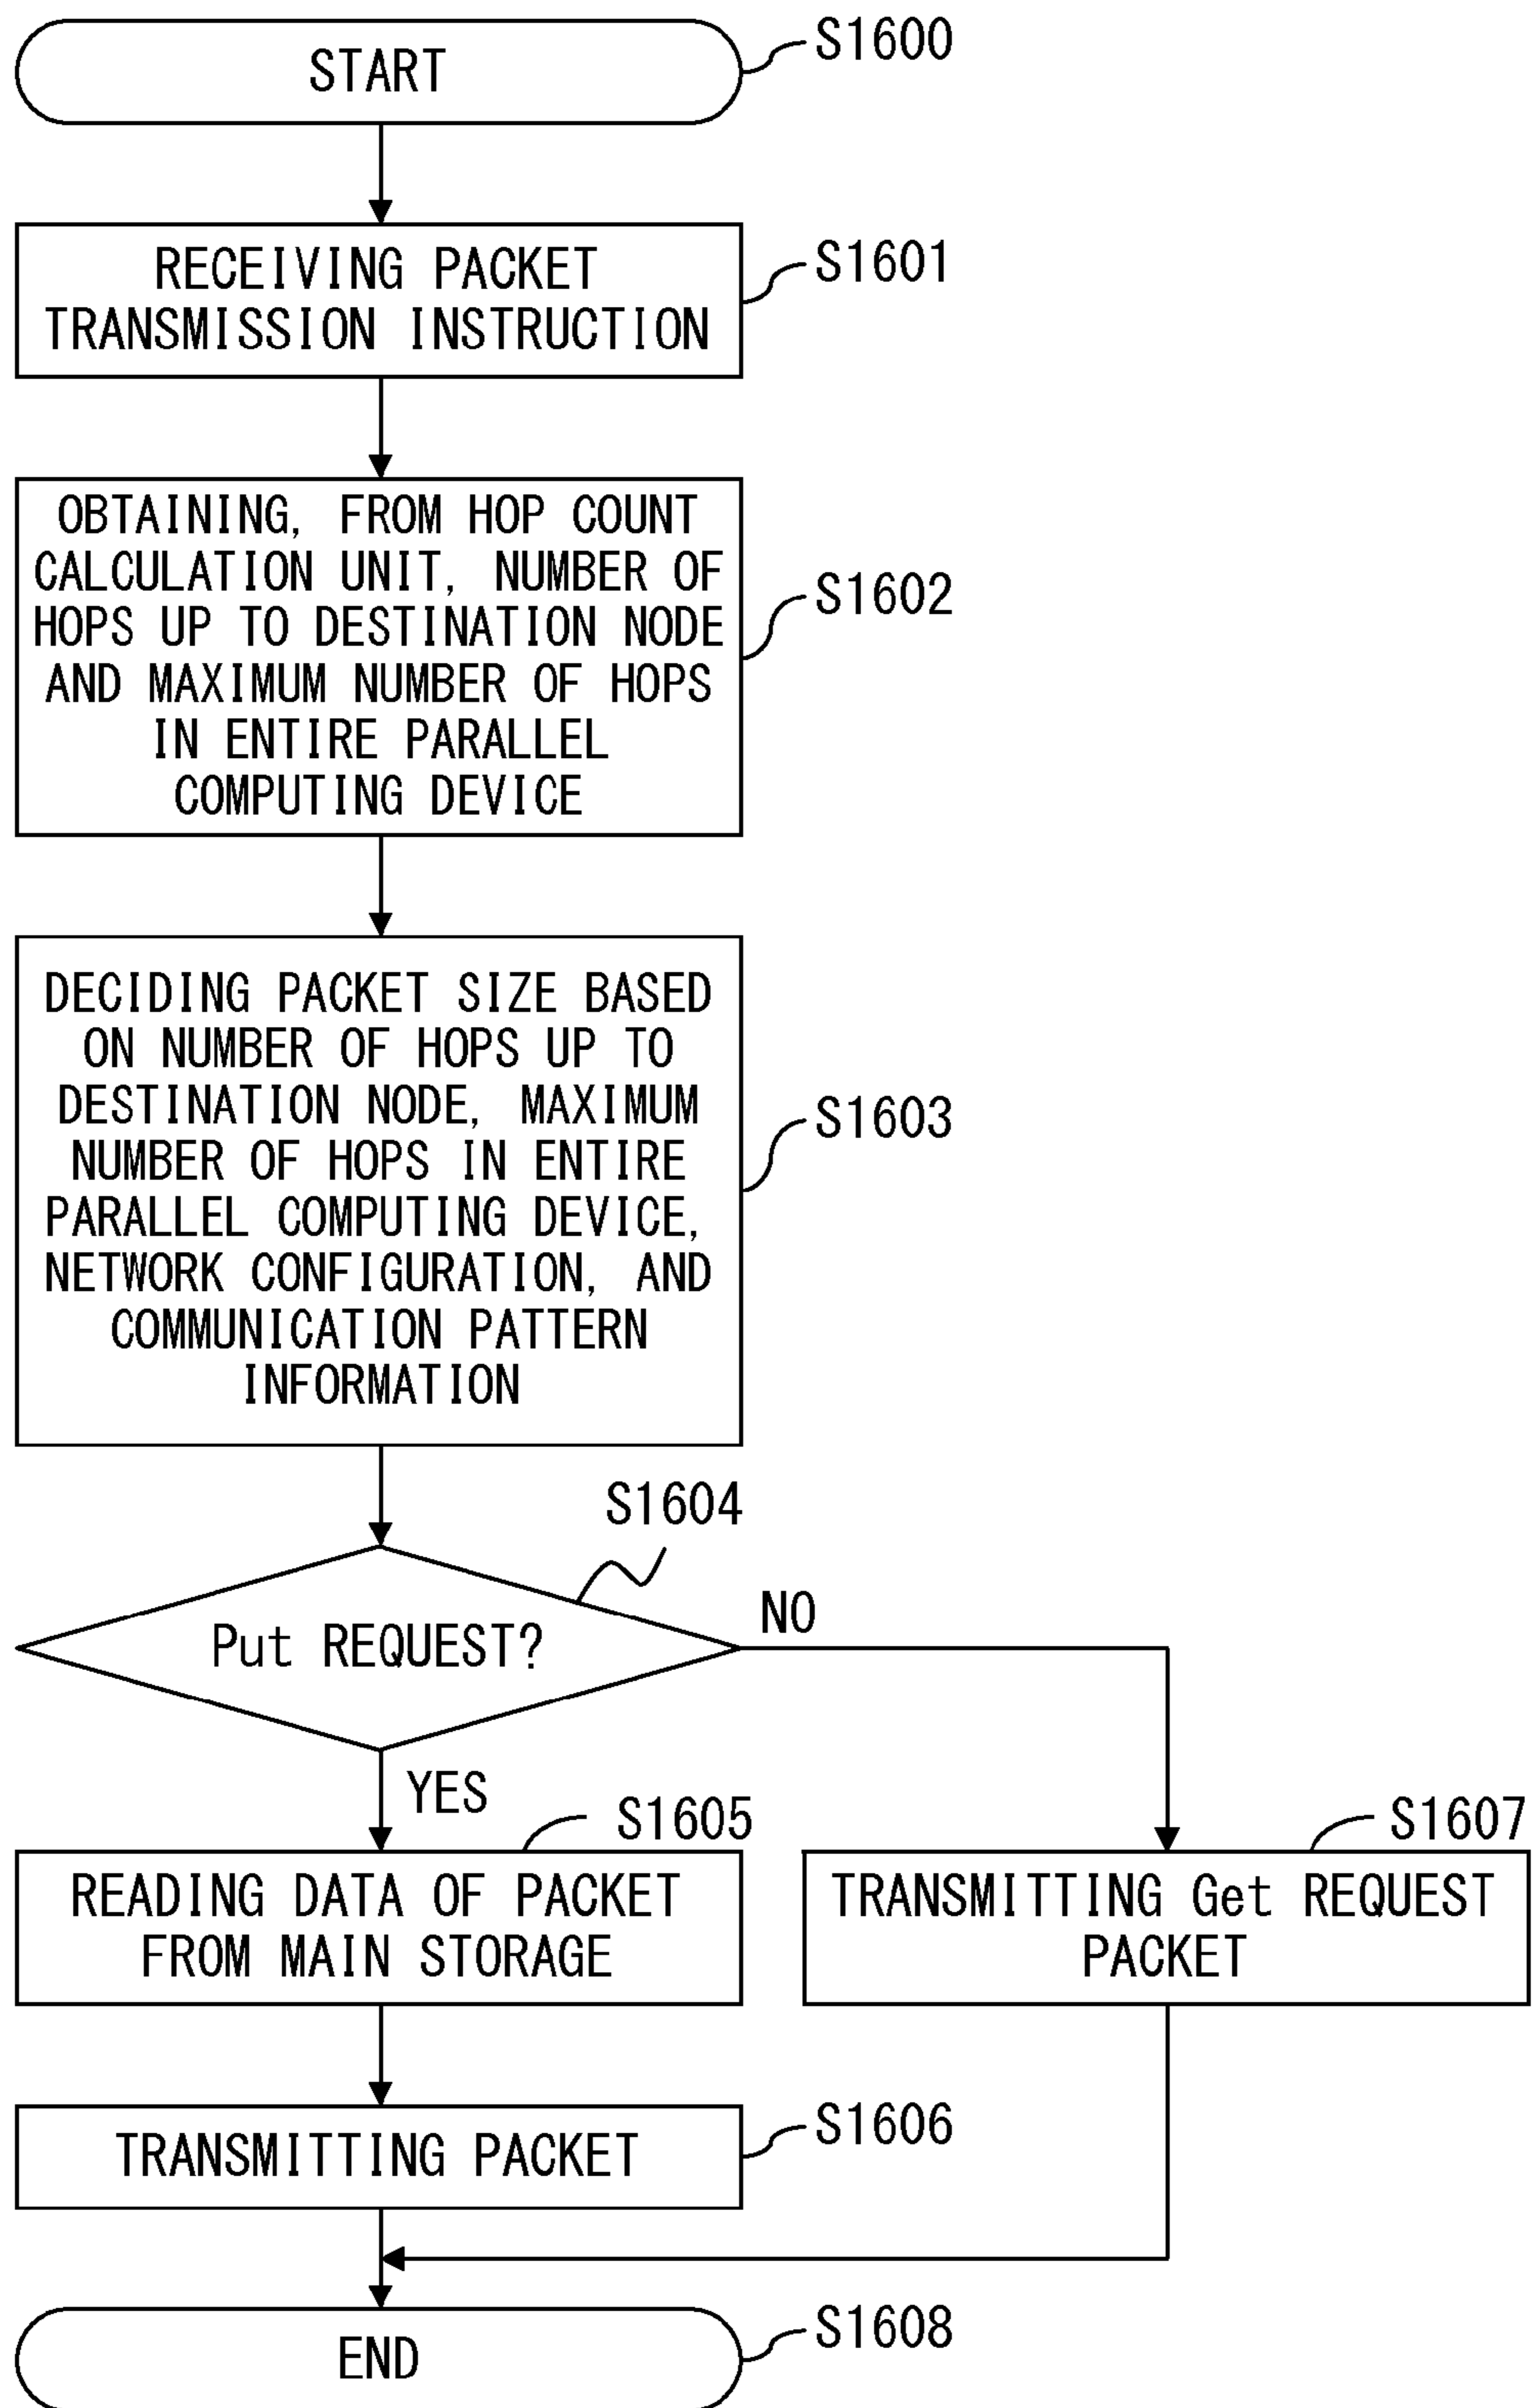 START
S1600
RECEIVING PACKET
TRANSMISSION INSTRUCTION
S1601
OBTAINING, FROM HOP COUNT
CALCULATION UNIT, NUMBER OF
HOPS UP TO DESTINATION NODE
AND MAXIMUM NUMBER OF HOPS
IN ENTIRE PARALLEL
COMPUTING DEVICE
S1602
DECIDING PACKET SIZE BASED
ON NUMBER OF HOPS UP TO
DESTINATION NODE, MAXIMUM
NUMBER OF HOPS IN ENTIRE
PARALLEL COMPUTING DEVICE,
NETWORK CONFIGURATION, AND
COMMUNICATION PATTERN
INFORMATION
S1603
S1604
Put REQUEST?
NO
YES
S1605
READING DATA OF PACKET
FROM MAIN STORAGE
S1607
TRANSMITTING Get REQUEST
PACKET
TRANSMITTING PACKET
S1606
END
S1608